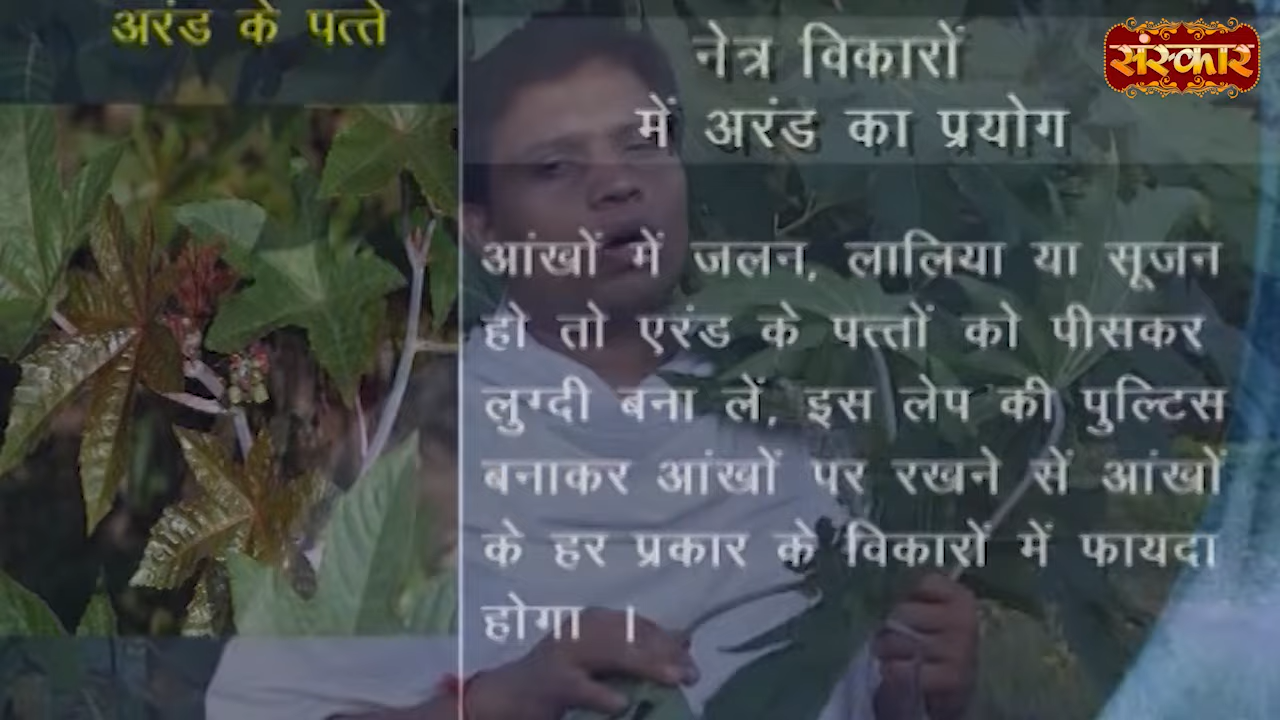 अरंड के पत्ते
संस्कार
नेत्र विकारों
में अरंड का प्रयोग
आंखों में जलन, लालिया या सूजन
हो तो एरंड के पत्तों को पीसकर
लुग्दी बना लें, इस लेप की पुल्टिस
बनाकर आंखों पर रखने से आंखों
के हर प्रकार के विकारों में फायदा
होगा ।